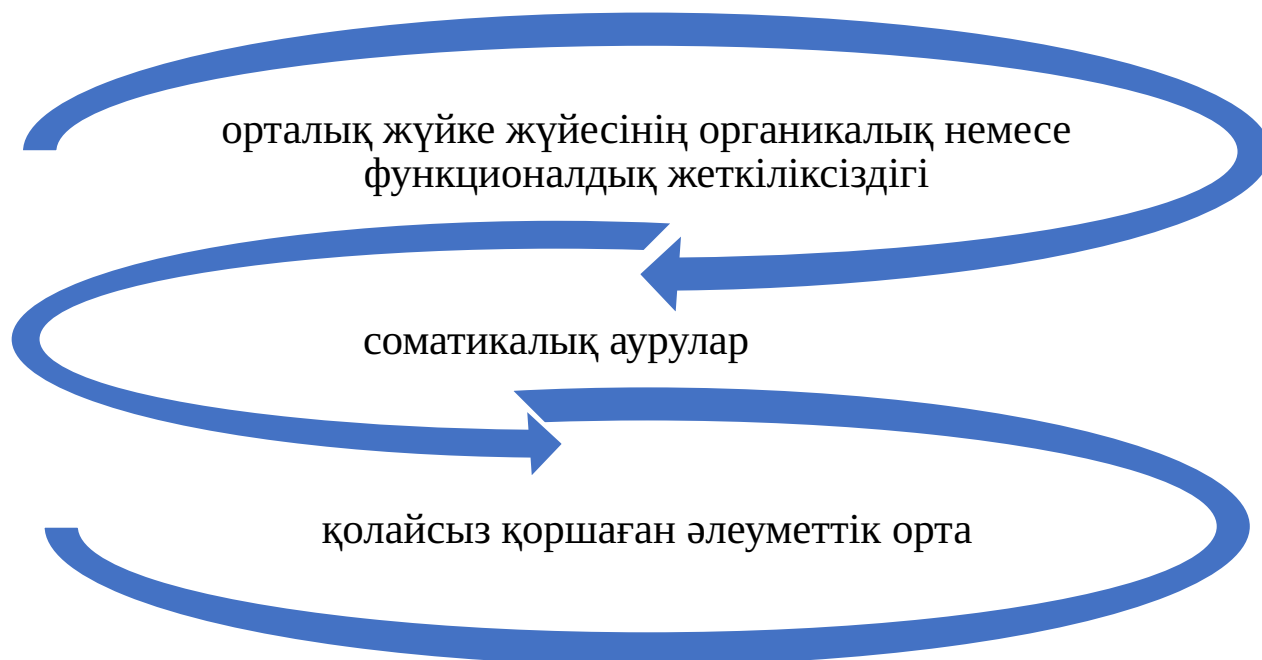 орталық жүйке жүйесінің органикалық немесе
функционалдық жеткіліксіздігі
соматикалық аурулар
қолайсыз қоршаған әлеуметтік орта